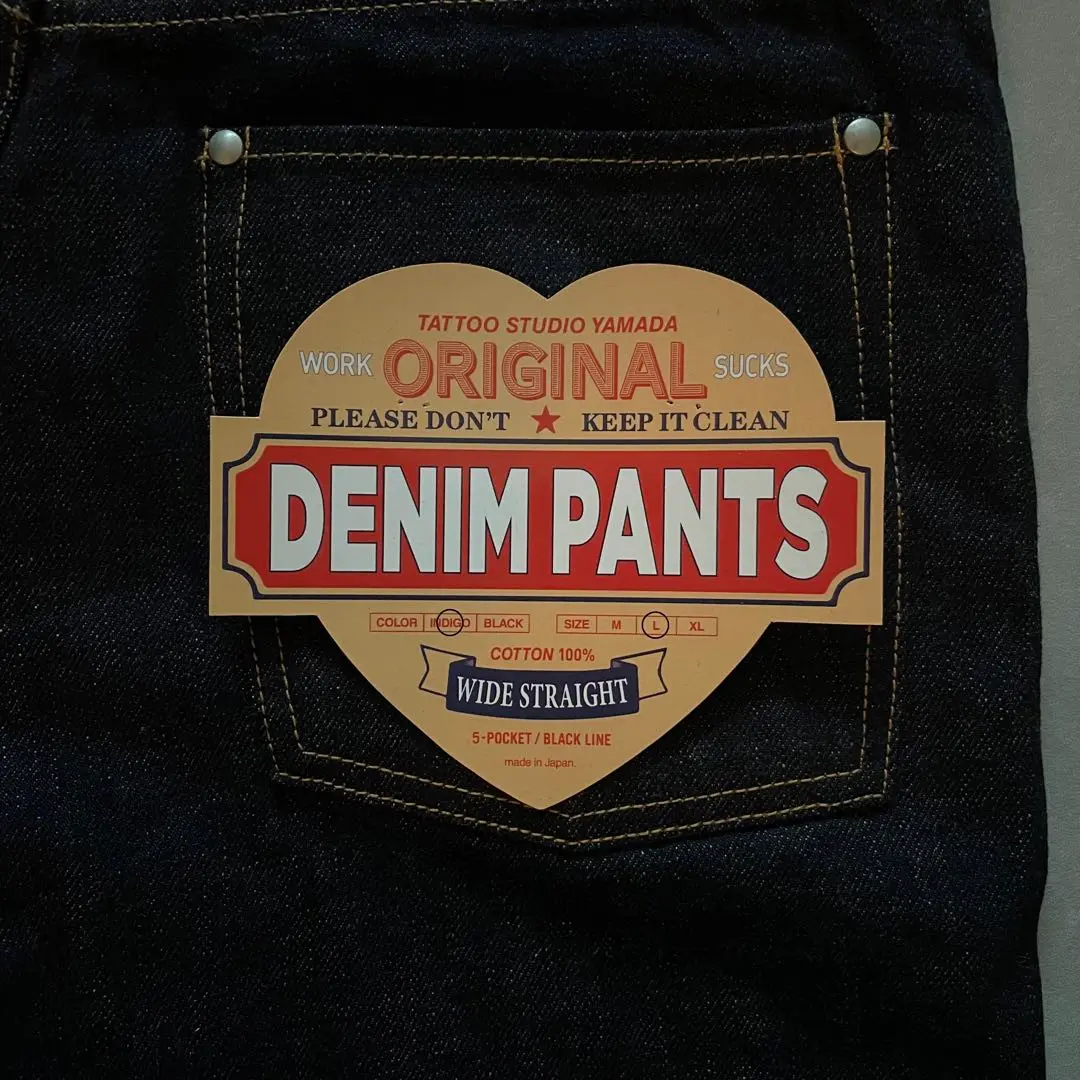 TATTOO STUDIO YAMADA
WORK ORIGINAL SUCKS
PLEASE DON'T ★ KEEP IT CLEAN
DENIM PANTS
COLOR INDIGO BLACK SIZE M L XL
COTTON 100%
WIDE STRAIGHT
5-POCKET / BLACK LINE
made in Japan.